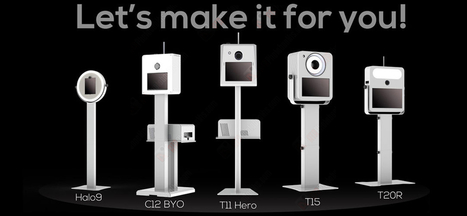 Let's make it for you!
Halo9
C12 BYO
T11 Hero
T15
T20R